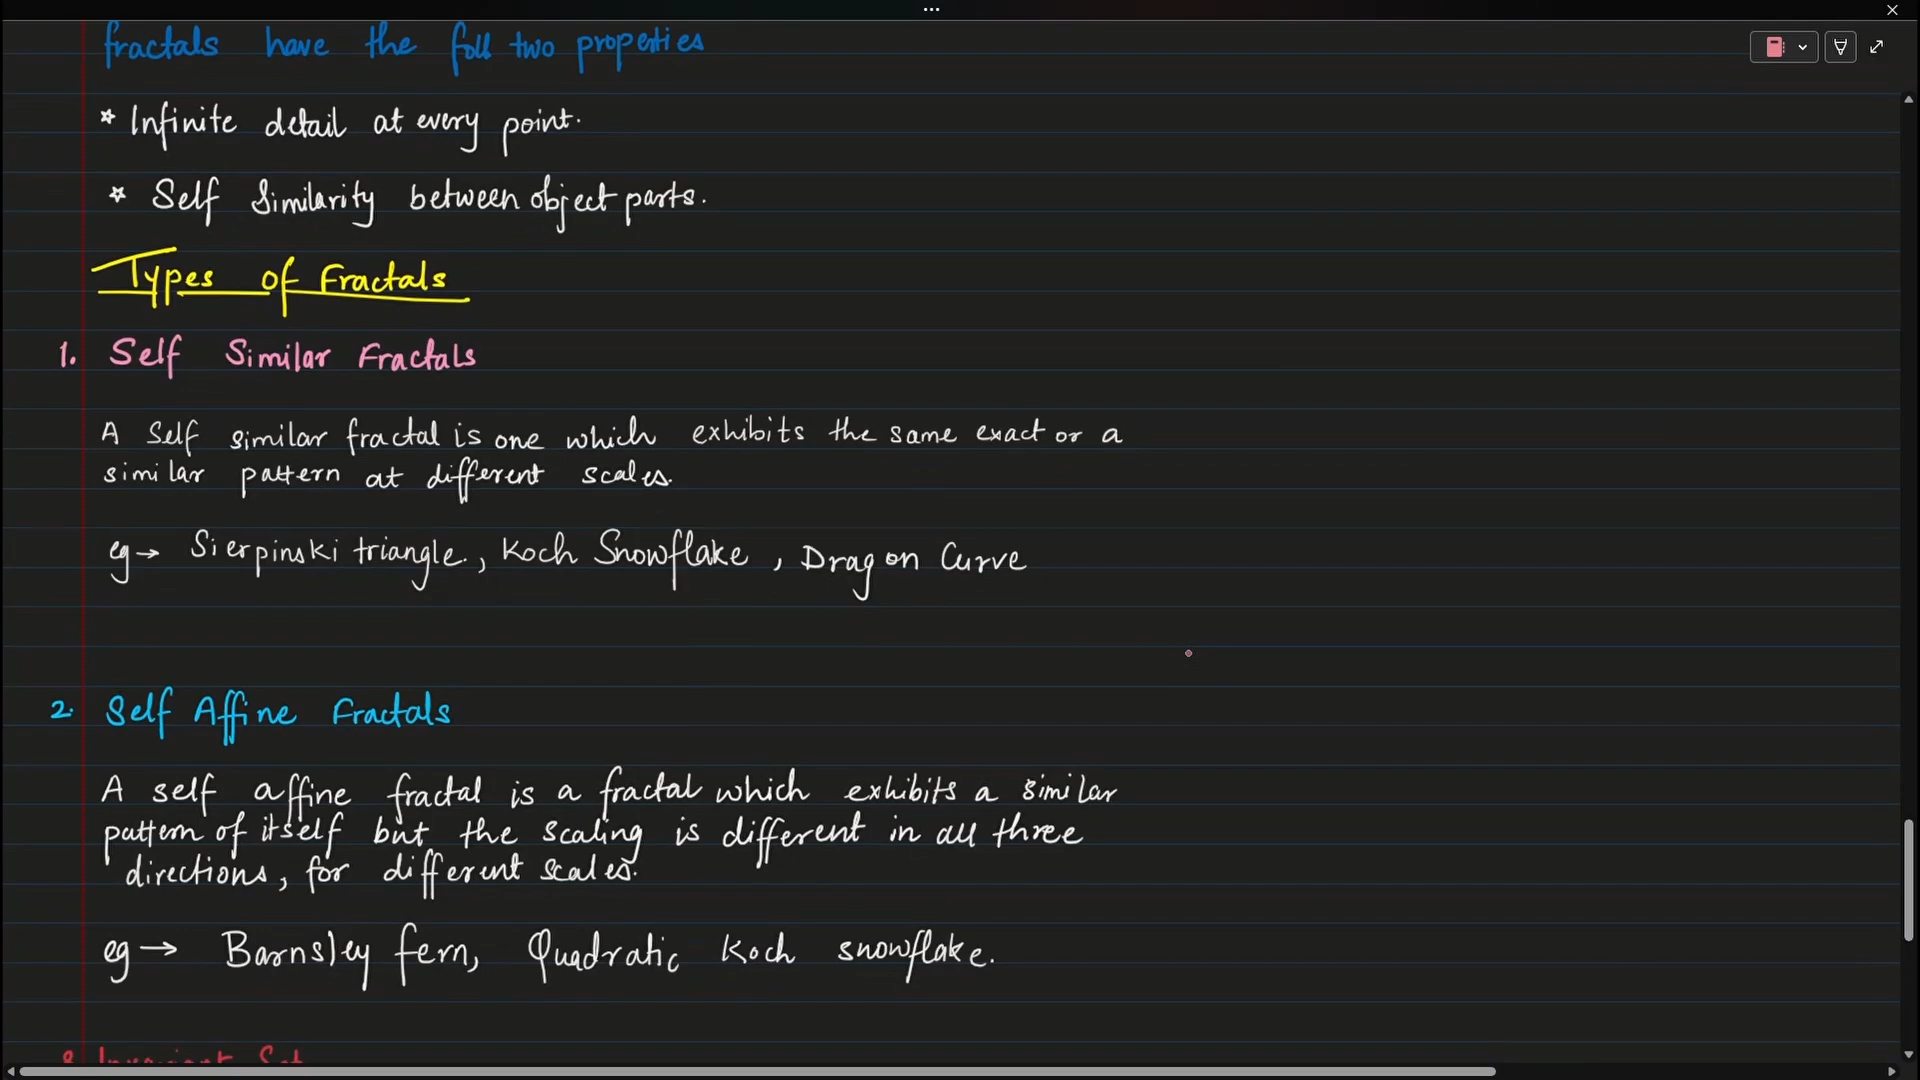 fractals have the foll two properties
* Infinite detail at every point.
* Self Similarity between object parts.
Types of Fractals
1. Self Similar Fractals
A Self similar fractal is one which exhibits the same exact or a
similar pattern at different scales.
eg → Sierpinski triangle, Koch Snowflake, Dragon Curve
2. Self Affine Fractals
A self affine fractal is a fractal which exhibits a similar
pattern of itself but the scaling is different in all three
directions, for different scales.
eg → Barnsley fern, Quadratic Koch snowflake.
Invariant Set